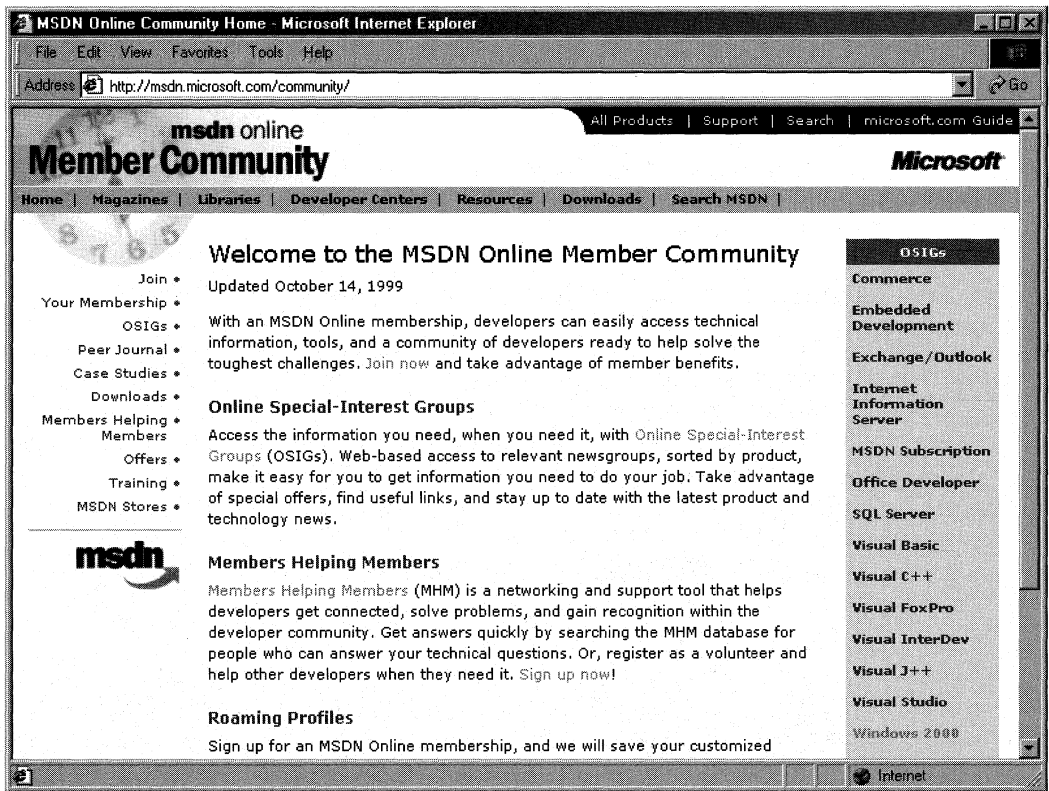 MSDN Online Community Home - Microsoft Internet Explorer
File Edit View Favorites Tools Help
Address http://msdn.microsoft.com/community/ Go
All Products | Support | Search | microsoft.com Guide
msdn online
Member Community
Microsoft
Home | Magazines | Libraries | Developer Centers | Resources | Downloads | Search MSDN |
11 12
8 7 6 5
Join •
Your Membership •
OSIGs •
Peer Journal •
Case Studies •
Downloads •
Members Helping •
Members
Offers •
Training •
MSDN Stores •
msdn
Welcome to the MSDN Online Member Community
Updated October 14, 1999
With an MSDN Online membership, developers can easily access technical
information, tools, and a community of developers ready to help solve the
toughest challenges. Join now and take advantage of member benefits.
Online Special-Interest Groups
Access the information you need, when you need it, with Online Special-Interest
Groups (OSIGs). Web-based access to relevant newsgroups, sorted by product,
make it easy for you to get information you need to do your job. Take advantage
of special offers, find useful links, and stay up to date with the latest product and
technology news.
Members Helping Members
Members Helping Members (MHM) is a networking and support tool that helps
developers get connected, solve problems, and gain recognition within the
developer community. Get answers quickly by searching the MHM database for
people who can answer your technical questions. Or, register as a volunteer and
help other developers when they need it. Sign up now!
Roaming Profiles
Sign up for an MSDN Online membership, and we will save your customized
OSIGs
Commerce
Embedded
Development
Exchange/Outlook
Internet
Information
Server
MSDN Subscription
Office Developer
SQL Server
Visual Basic
Visual C++
Visual FoxPro
Visual InterDev
Visual J++
Visual Studio
Windows 2000
Internet